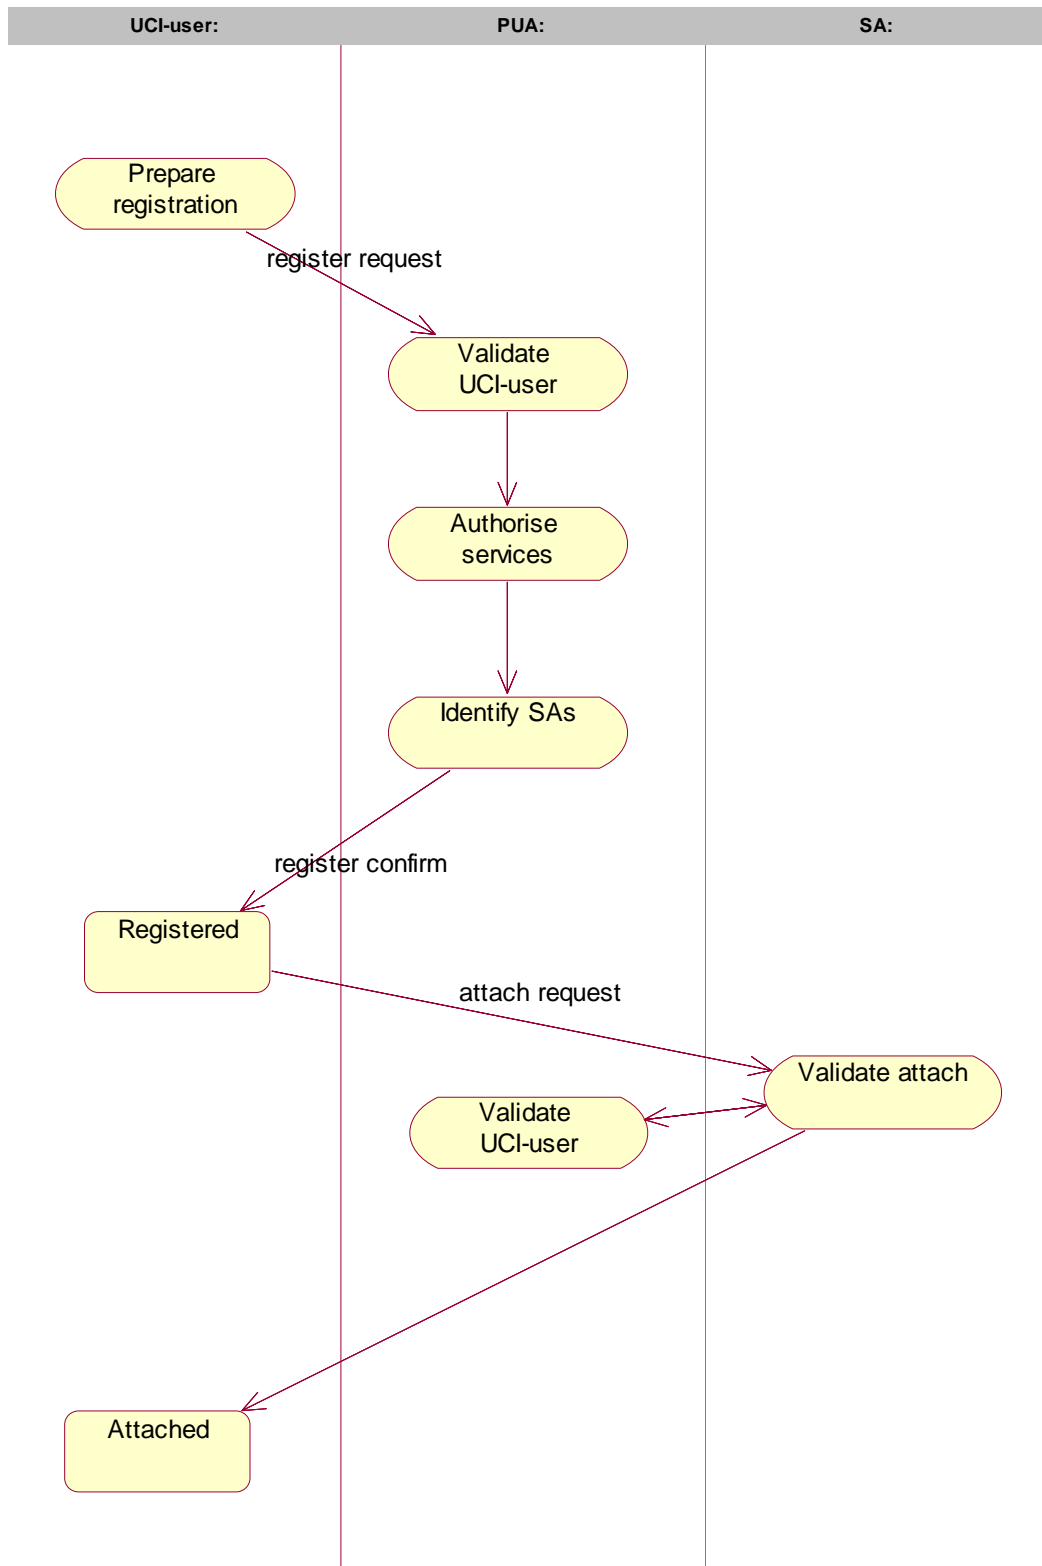 UCI-user:
PUA:
SA:
Prepare
registration
register request
Validate
UCI-user
Authorise
services
Identify SAs
register confirm
Registered
attach request
Validate attach
Validate
UCI-user
Attached